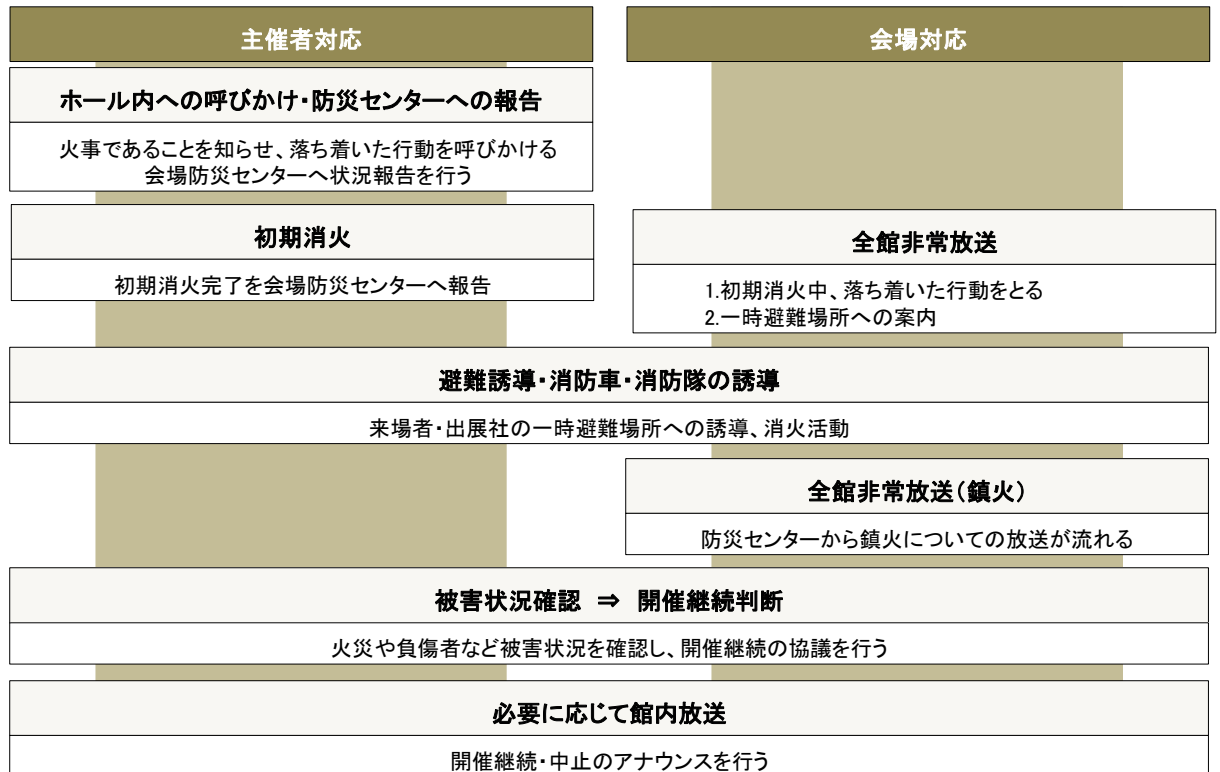 主催者対応
会場対応
ホール内への呼びかけ・防災センターへの報告
火事であることを知らせ、落ち着いた行動を呼びかける
会場防災センターへ状況報告を行う
初期消火
初期消火完了を会場防災センターへ報告
全館非常放送
1.初期消火中、落ち着いた行動をとる
2.一時避難場所への案内
避難誘導・消防車・消防隊の誘導
来場者・出展社の一時避難場所への誘導、消火活動
全館非常放送(鎮火)
防災センターから鎮火についての放送が流れる
被害状況確認 ⇒ 開催継続判断
火災や負傷者など被害状況を確認し、開催継続の協議を行う
必要に応じて館内放送
開催継続・中止のアナウンスを行う